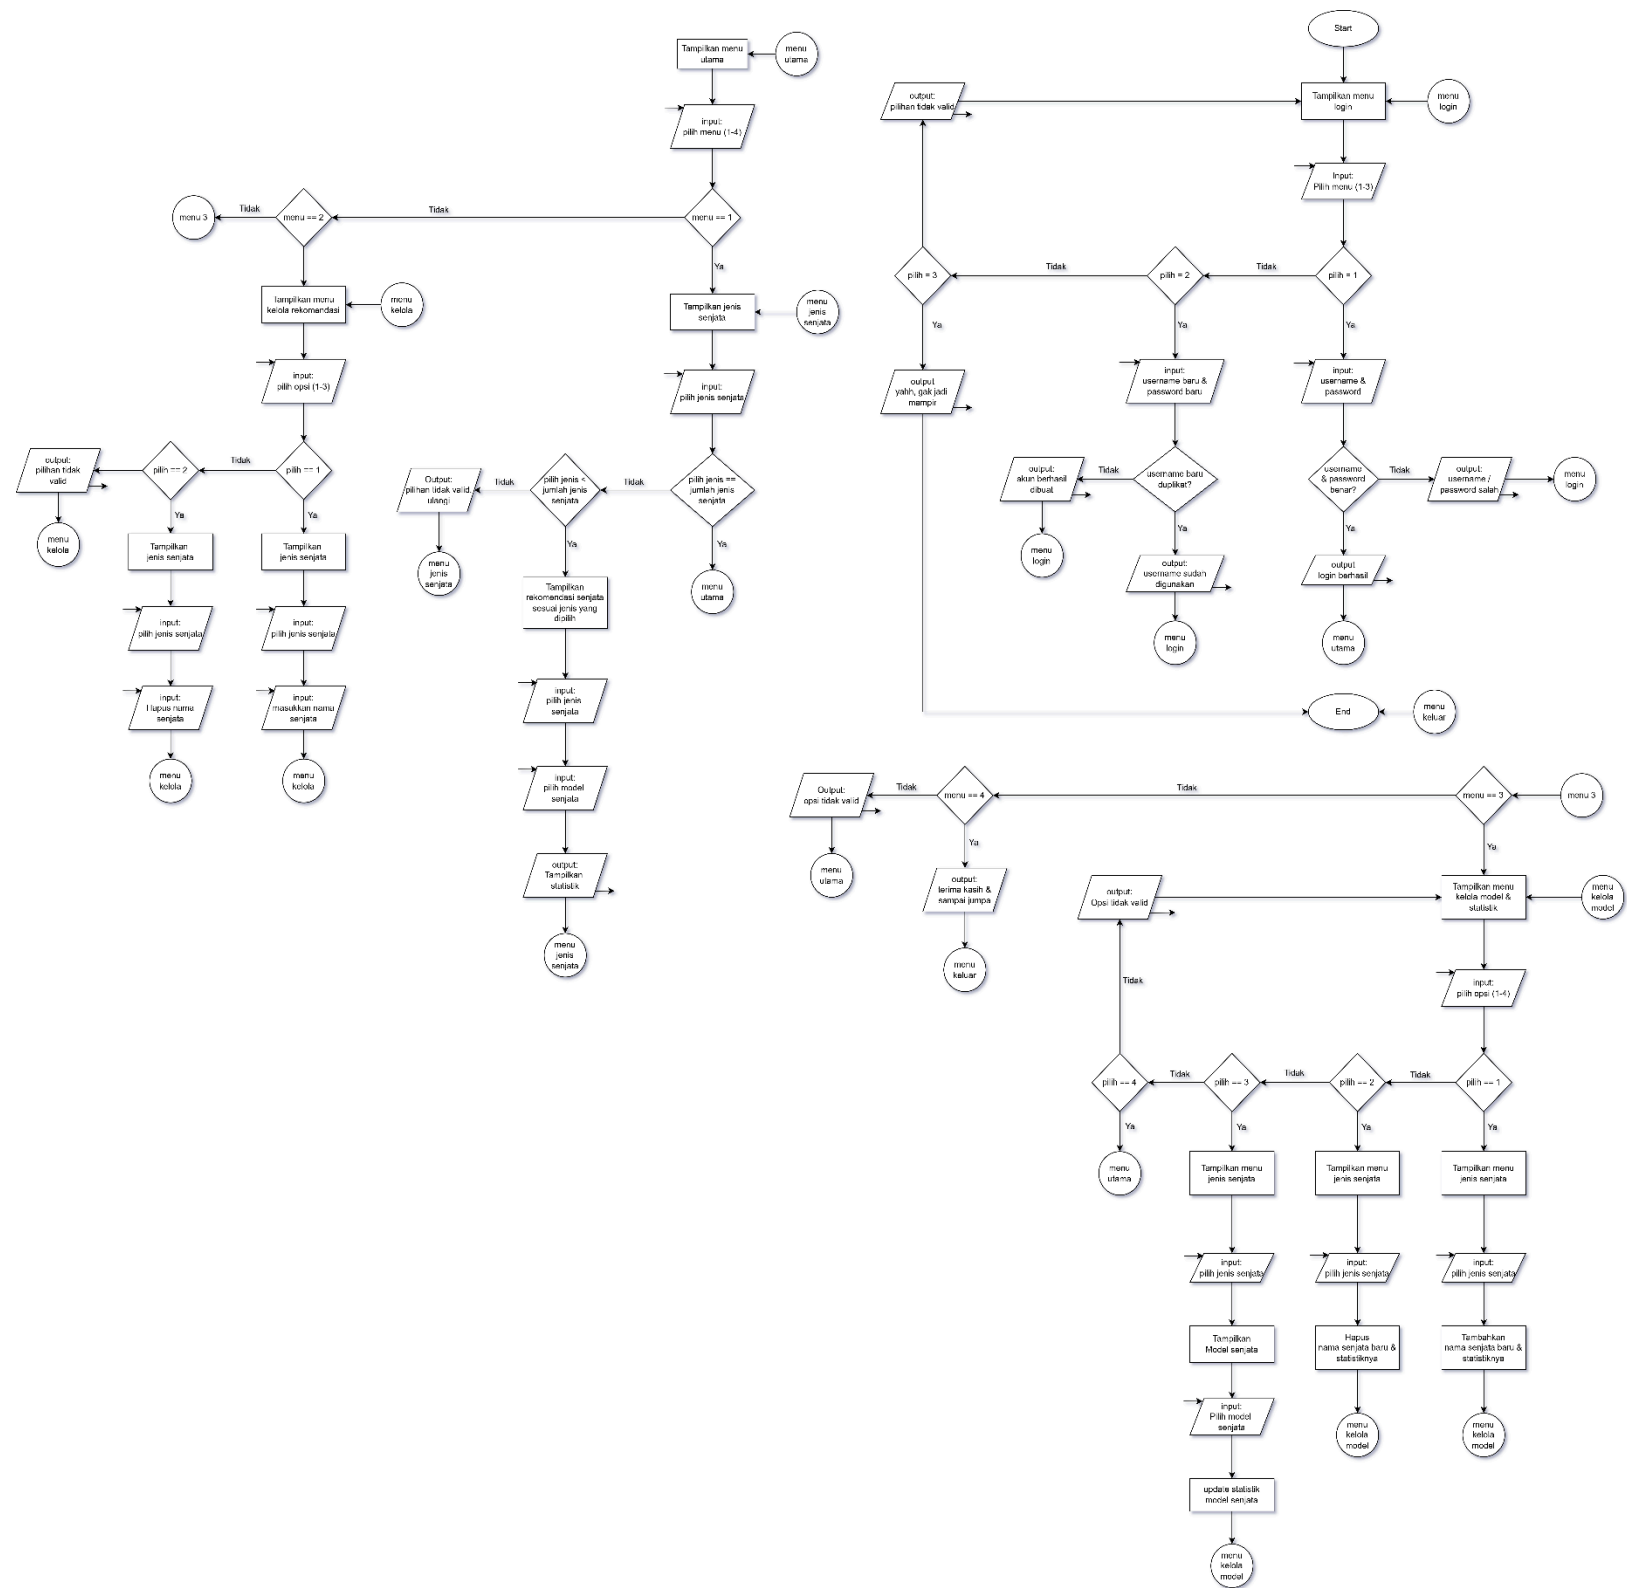 Start
Tampilkan menu
login
menu
login
Input:
Pilih menu (1-3)
pilih = 1
Tidak
pilih = 2
Tidak
pilih = 3
output:
pilihan tidak valid
Ya
Ya
Ya
input:
username &
password
username
& password
benar?
Tidak
output:
username /
password salah
menu
login
Ya
output
login berhasil
menu
utama
input:
username baru &
password baru
username baru
duplikat?
Tidak
output:
akun berhasil
dibuat
menu
login
Ya
output:
username sudah
digunakan
menu
login
output
yahh, gak jadi
mampir
End
menu
keluar
Tampilkan menu
utama
menu
utama
input:
pilih menu (1-4)
menu == 1
Tidak
menu == 2
Tidak
menu 3
Ya
Tampilkan jenis
senjata
menu
jenis
senjata
input:
pilih jenis senjata
pilih jenis ==
jumlah jenis
senjata
Tidak
pilih jenis <
jumlah jenis
senjata
Tidak
Output:
pilihan tidak valid,
ulangi
menu
jenis
senjata
Ya
menu
utama
Ya
Tampilkan
rekomendasi senjata
sesuai jenis yang
dipilih
input:
pilih jenis
senjata
input:
pilih model
senjata
output:
Tampilkan
statistik
menu
jenis
senjata
Tampilkan menu
kelola rekomendasi
menu
kelola
input:
pilih opsi (1-3)
pilih == 1
Tidak
pilih == 2
output:
pilihan tidak
valid
menu
kelola
Ya
Tampilkan
jenis senjata
input:
pilih jenis senjata
input:
Hapus nama
senjata
menu
kelola
Ya
Tampilkan
jenis senjata
input:
pilih jenis senjata
input:
masukkan nama
senjata
menu
kelola
menu 3
menu == 3
Tidak
menu == 4
Tidak
Output:
opsi tidak valid
menu
utama
Ya
output:
terima kasih &
sampai jumpa
menu
keluar
Ya
Tampilkan menu
kelola model &
statistik
menu
kelola
model
output:
Opsi tidak valid
input:
pilih opsi (1-4)
pilih == 1
Tidak
pilih == 2
Tidak
pilih == 3
Tidak
pilih == 4
Tidak
Ya
menu
utama
Ya
Tampilkan menu
jenis senjata
input:
pilih jenis senjata
Tampilkan
Model senjata
input:
Pilih model
senjata
update statistik
model senjata
menu
kelola
model
Ya
Tampilkan menu
jenis senjata
input:
pilih jenis senjata
Hapus
nama senjata baru &
statistiknya
menu
kelola
model
Ya
Tampilkan menu
jenis senjata
input:
pilih jenis senjata
Tambahkan
nama senjata baru &
statistiknya
menu
kelola
model